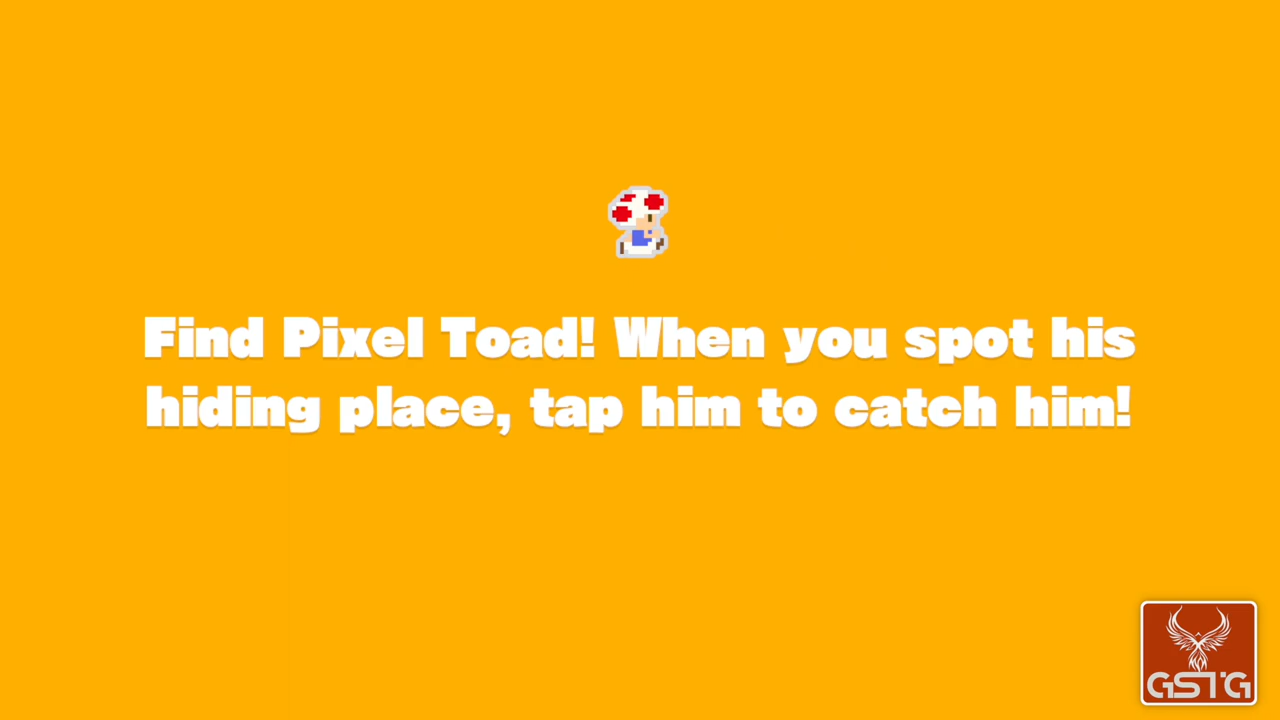 Find Pixel Toad! When you spot his
hiding place, tap him to catch him!
GSTG